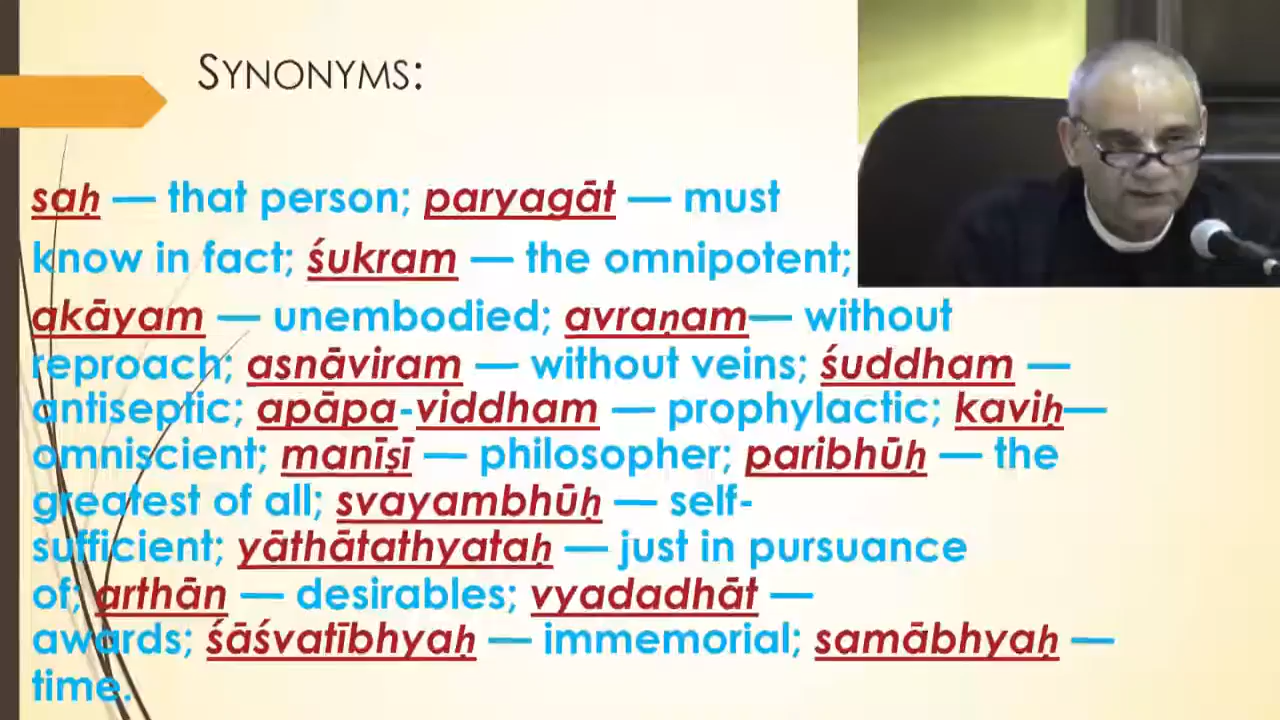 SYNONYMS:
saḥ — that person; paryagāt — must
know in fact; śukram — the omnipotent;
akāyam — unembodied; avraṇam— without
reproach; asnāviram — without veins; śuddham —
antiseptic; apāpa-viddham — prophylactic; kaviḥ—
omniscient; manīṣī — philosopher; paribhūḥ — the
greatest of all; svayambhūḥ — self-
sufficient; yāthātathyataḥ — just in pursuance
of; arthān — desirables; vyadadhāt —
awards; śāśvatībhyaḥ — immemorial; samābhyaḥ —
time.